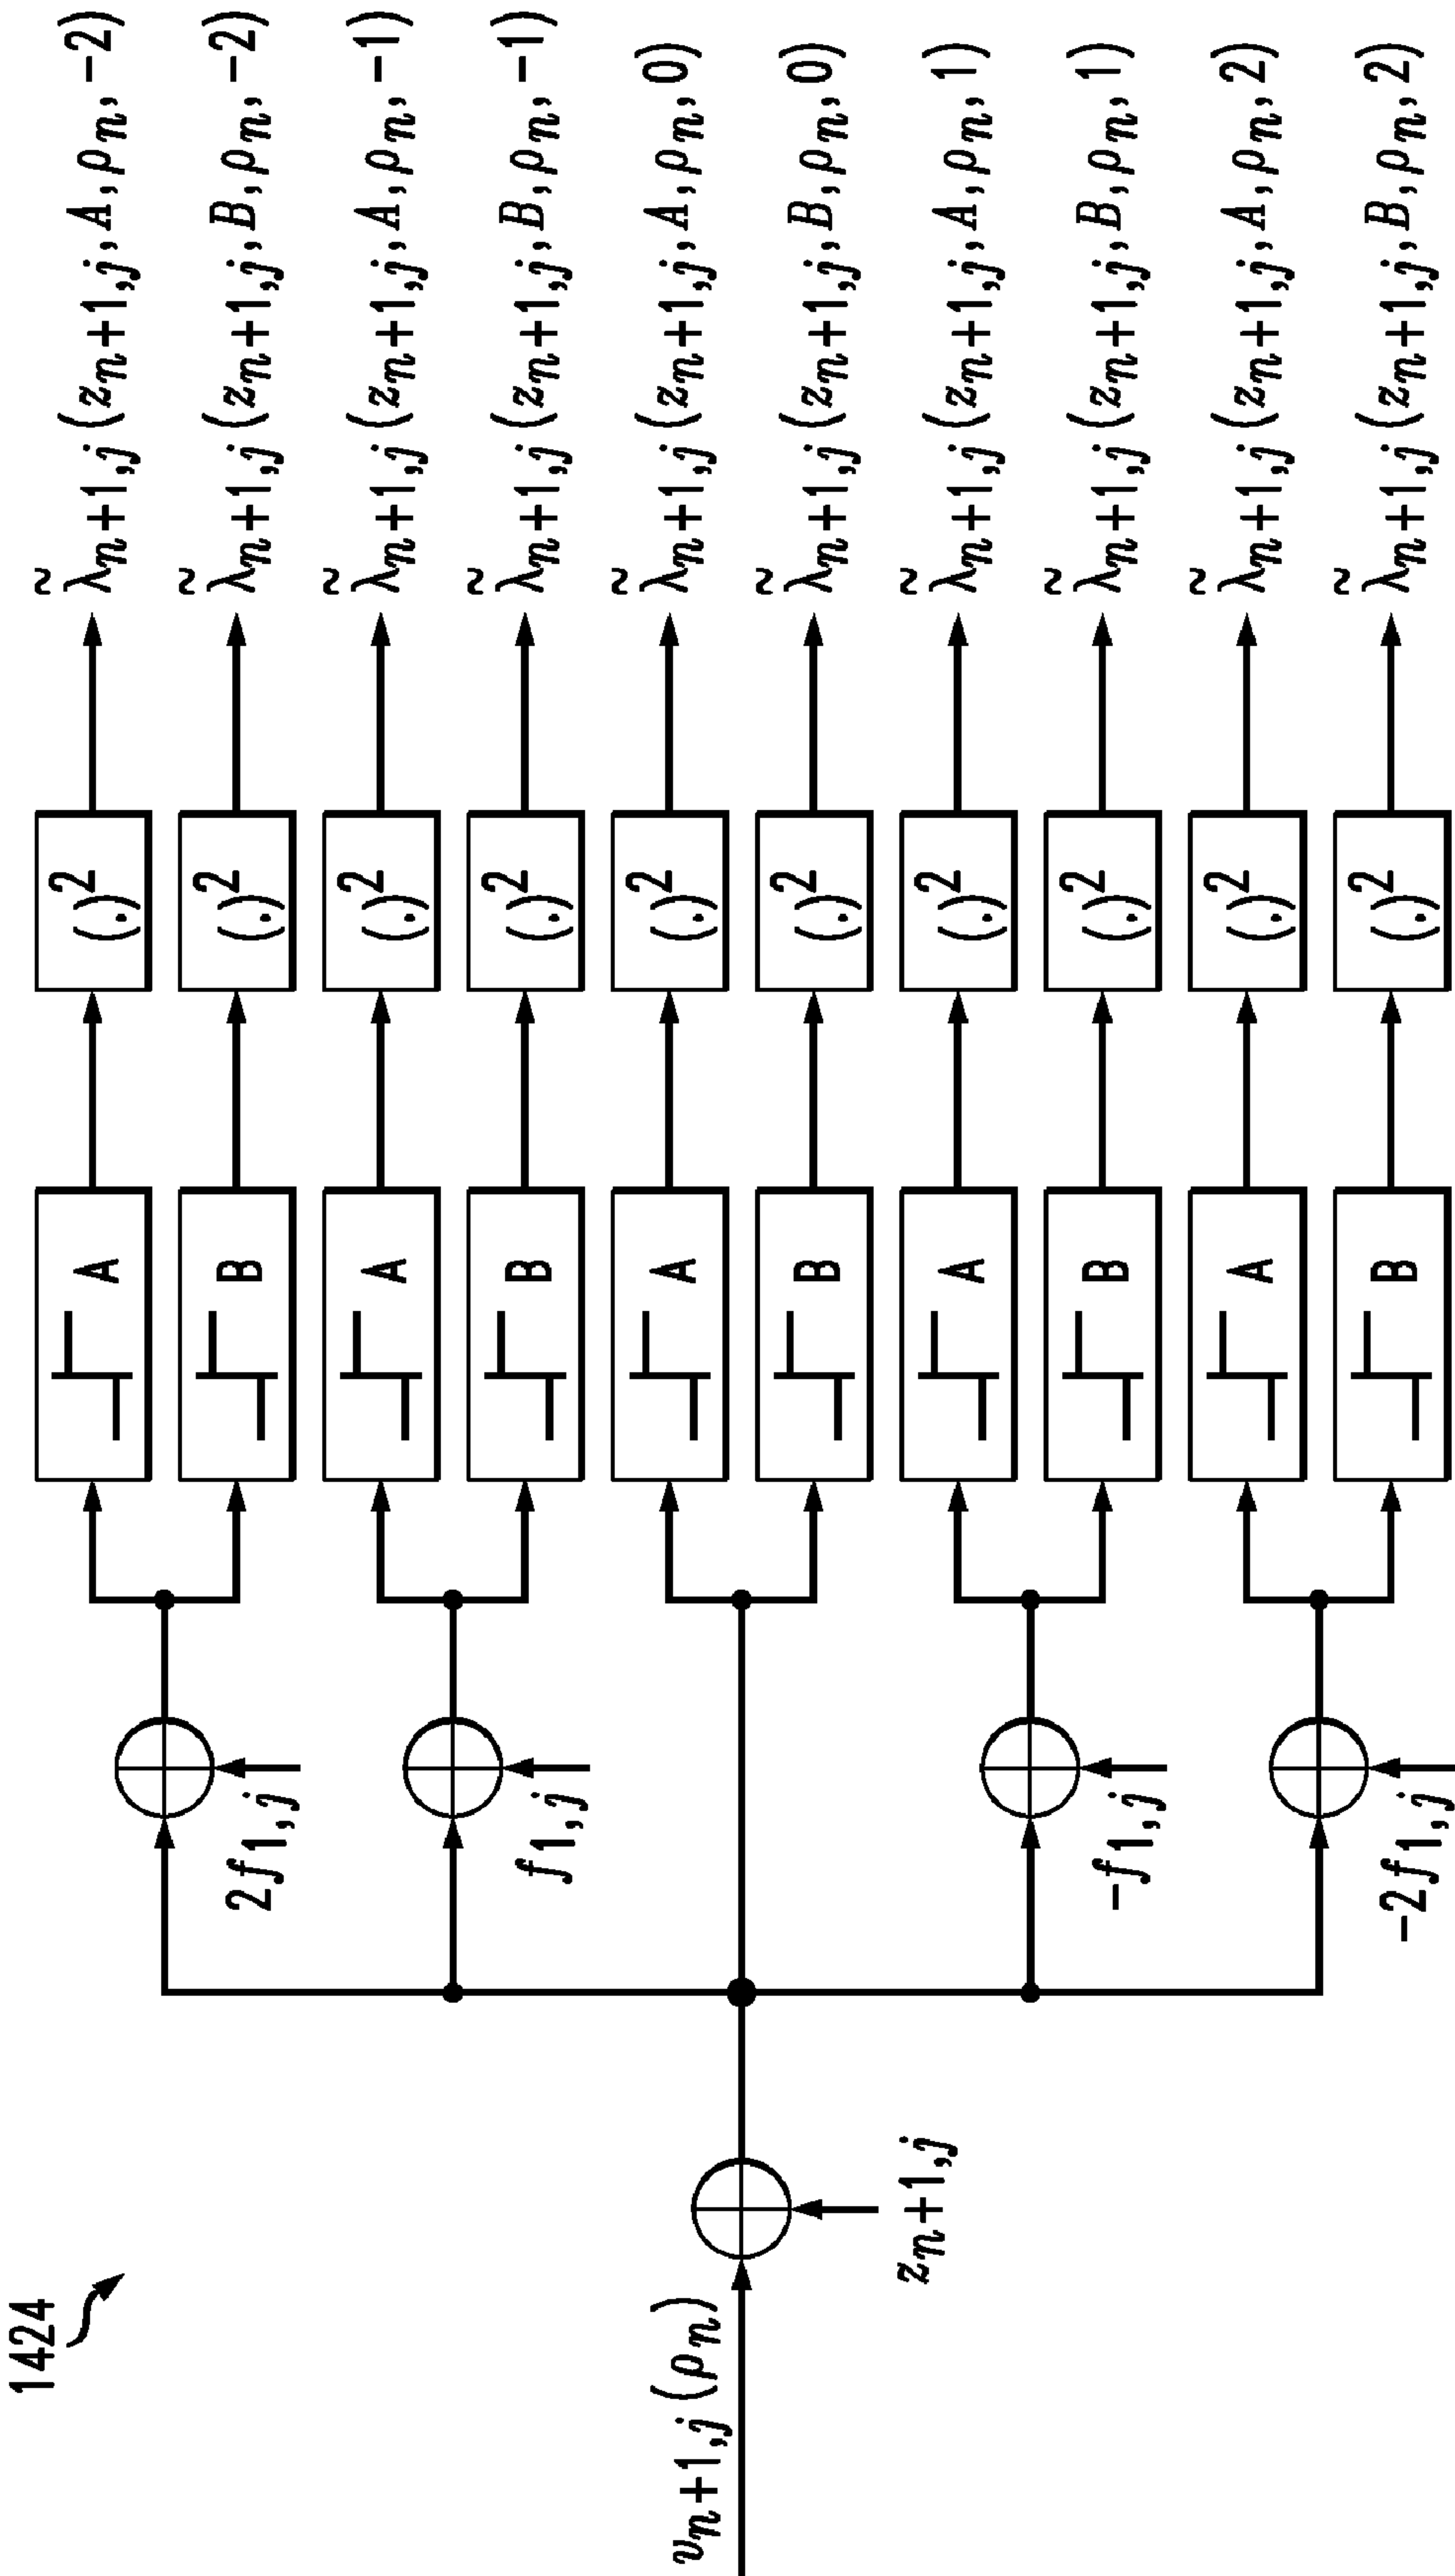 1424
v_{n+1,j}(ρ_n)
z_{n+1,j}
2f_{1,j}
f_{1,j}
-f_{1,j}
-2f_{1,j}
A
B
A
B
A
B
A
B
A
B
(.)^2
(.)^2
(.)^2
(.)^2
(.)^2
(.)^2
(.)^2
(.)^2
(.)^2
(.)^2
λ̃_{n+1,j}(z_{n+1,j},A,ρ_n,-2)
λ̃_{n+1,j}(z_{n+1,j},B,ρ_n,-2)
λ̃_{n+1,j}(z_{n+1,j},A,ρ_n,-1)
λ̃_{n+1,j}(z_{n+1,j},B,ρ_n,-1)
λ̃_{n+1,j}(z_{n+1,j},A,ρ_n,0)
λ̃_{n+1,j}(z_{n+1,j},B,ρ_n,0)
λ̃_{n+1,j}(z_{n+1,j},A,ρ_n,1)
λ̃_{n+1,j}(z_{n+1,j},B,ρ_n,1)
λ̃_{n+1,j}(z_{n+1,j},A,ρ_n,2)
λ̃_{n+1,j}(z_{n+1,j},B,ρ_n,2)